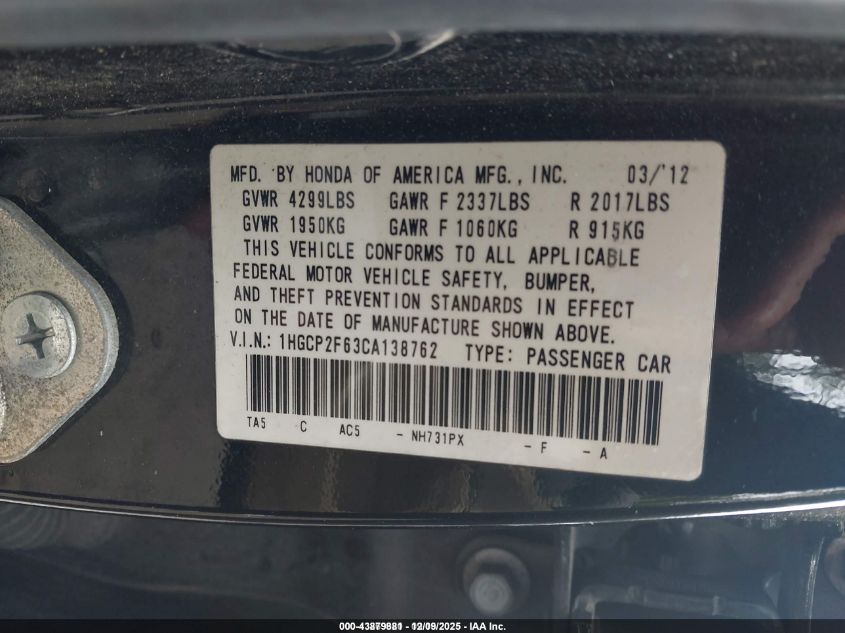 MFD. BY HONDA OF AMERICA MFG., INC. 03/'12
GVWR 4299LBS GAWR F 2337LBS R 2017LBS
GVWR 1950KG GAWR F 1060KG R 915KG
THIS VEHICLE CONFORMS TO ALL APPLICABLE
FEDERAL MOTOR VEHICLE SAFETY, BUMPER,
AND THEFT PREVENTION STANDARDS IN EFFECT
ON THE DATE OF MANUFACTURE SHOWN ABOVE.
V.I.N.: 1HGCP2F63CA138762 TYPE: PASSENGER CAR
TA5 C AC5 - NH731PX - F - A
- IAA Inc.